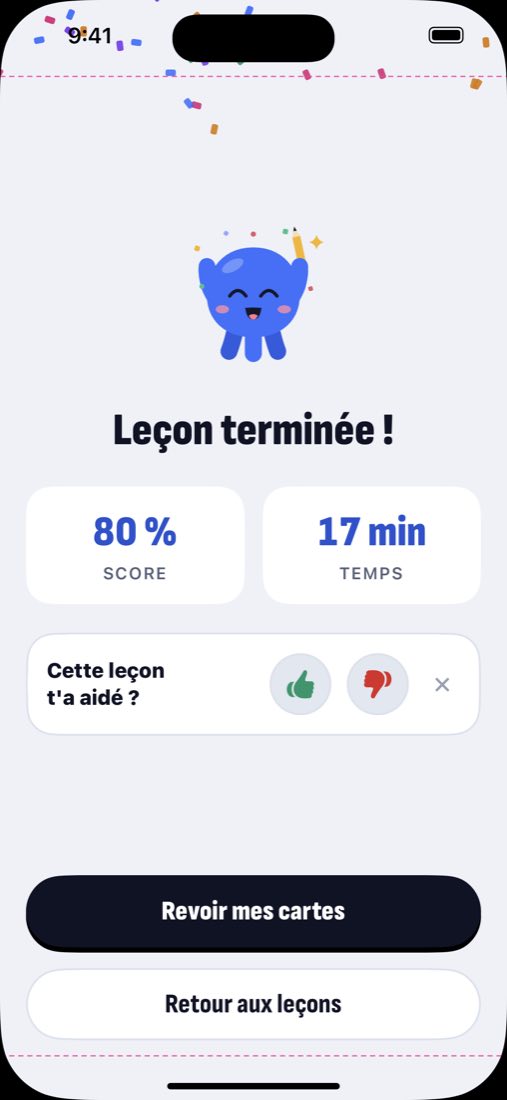 9:41
Leçon terminée !
80 %
SCORE
17 min
TEMPS
Cette leçon
t'a aidé ?
Revoir mes cartes
Retour aux leçons